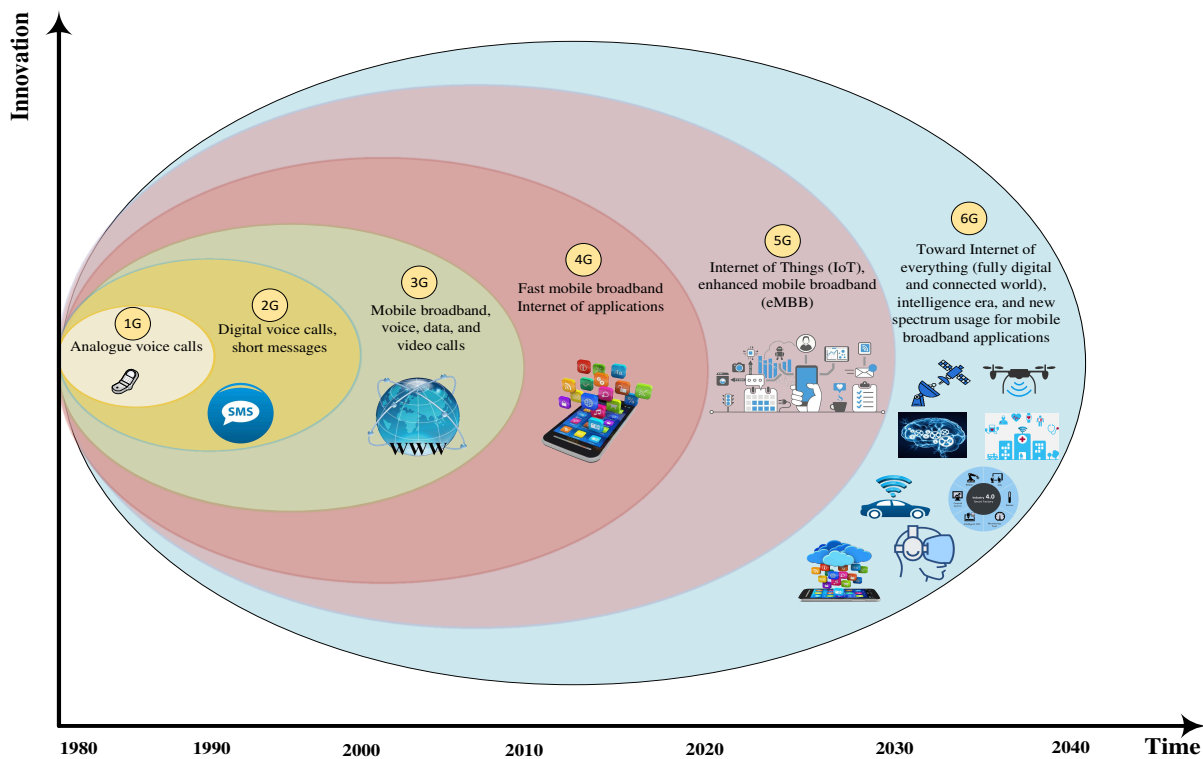 Innovation
6G
Toward Internet of
everything (fully digital
and connected world),
intelligence era, and new
spectrum usage for mobile
broadband applications
5G
Internet of Things (IoT),
enhanced mobile broadband
(eMBB)
4G
Fast mobile broadband
Internet of applications
3G
Mobile broadband,
voice, data, and
video calls
2G
Digital voice calls,
short messages
1G
Analogue voice calls
SMS
WWW
Industry 4.0
1980
1990
2000
2010
2020
2030
2040
Time